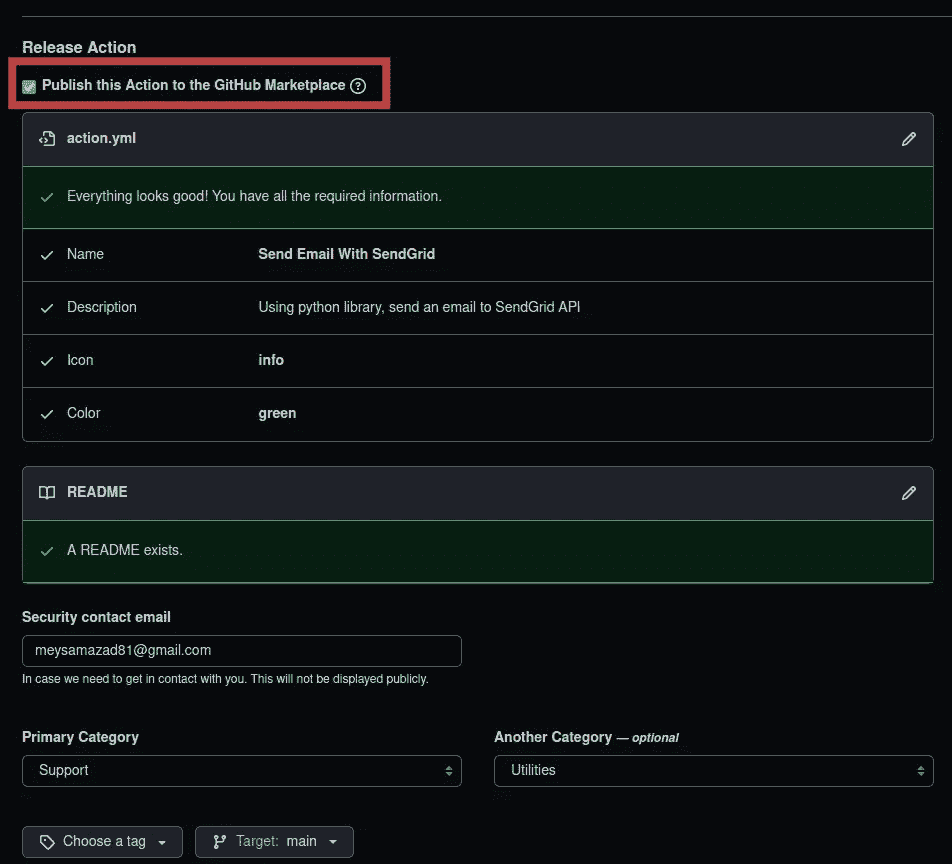 Release Action
Publish this Action to the GitHub Marketplace ?
action.yml
Everything looks good! You have all the required information.
Name Send Email With SendGrid
Description Using python library, send an email to SendGrid API
Icon info
Color green
README
A README exists.
Security contact email
meysamazad81@gmail.com
In case we need to get in contact with you. This will not be displayed publicly.
Primary Category Another Category — optional
Support Utilities
Choose a tag Target: main